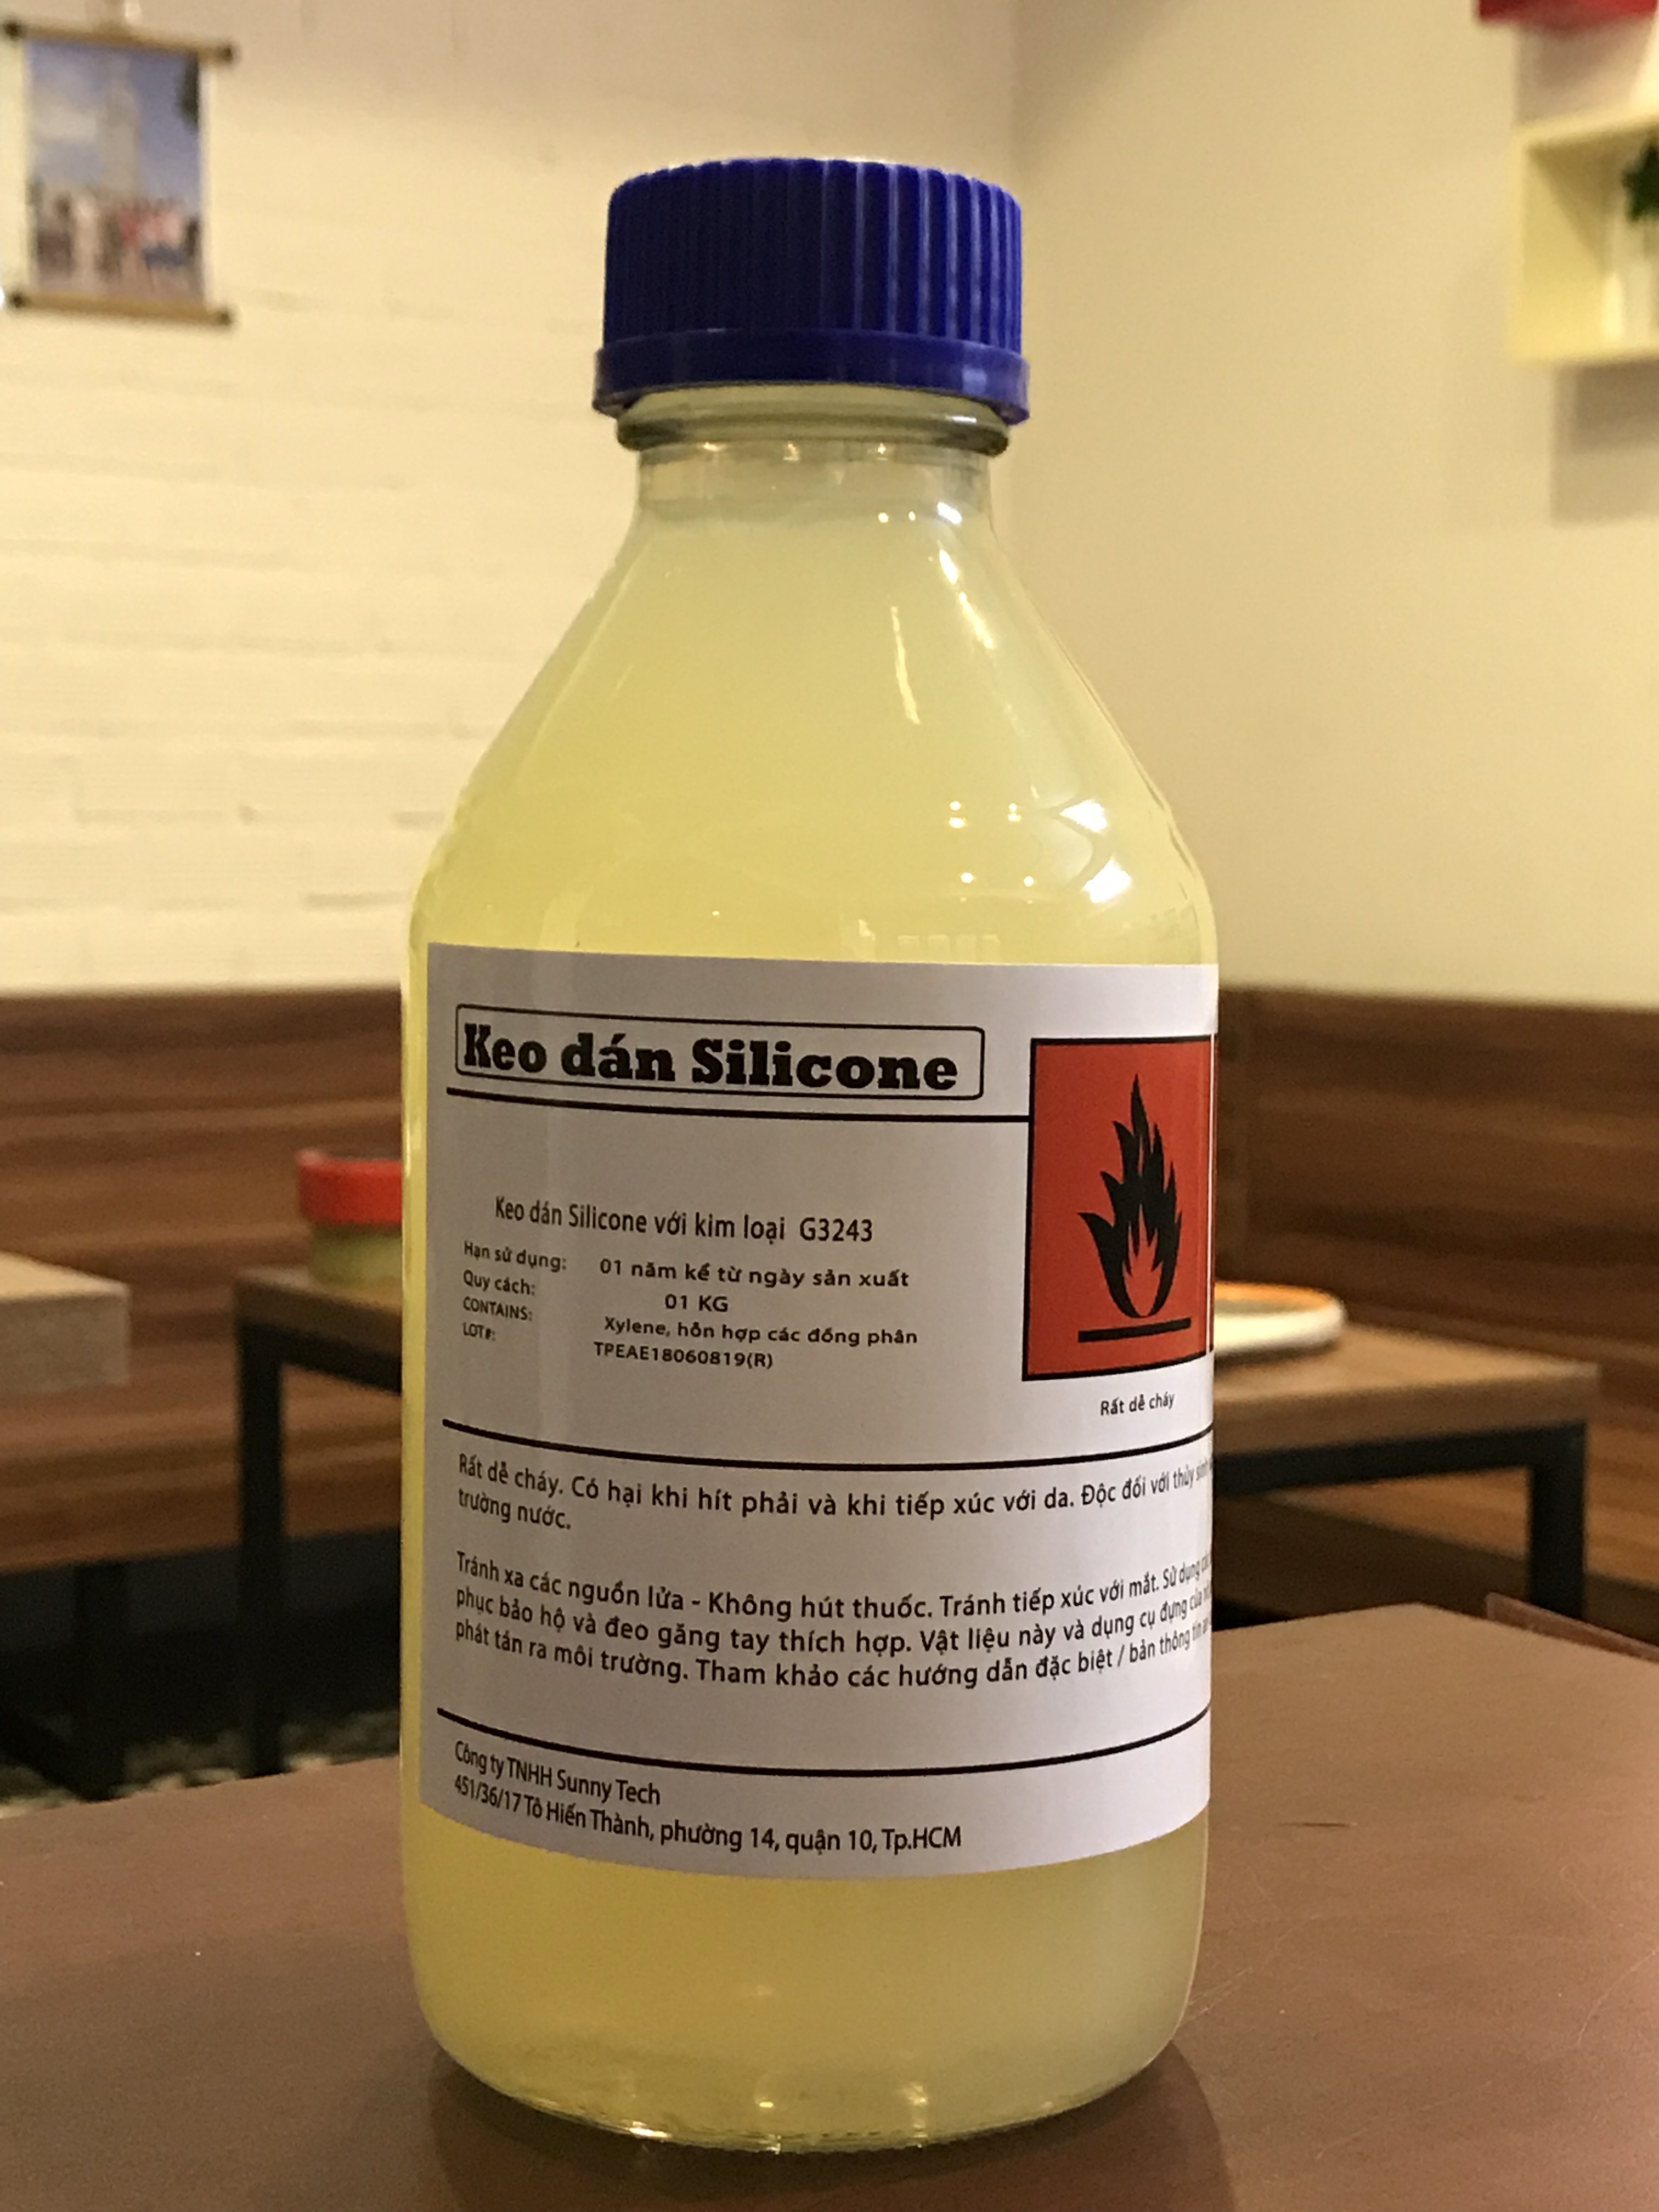 Keo dán Silicone
Keo dán Silicone với kim loại G3243
Hạn sử dụng: 01 năm kể từ ngày sản xuất
Quy cách: 01 KG
CONTAINS: Xylene, hỗn hợp các đồng phân
LOT#: TPEAE18060819(R)
Rất dễ cháy
Rất dễ cháy. Có hại khi hít phải và khi tiếp xúc với da. Độc đối với thủy sinh
trường nước.
Tránh xa các nguồn lửa - Không hút thuốc. Tránh tiếp xúc với mắt. Sử dụng
phục bảo hộ và đeo găng tay thích hợp. Vật liệu này và dụng cụ đựng của
phát tán ra môi trường. Tham khảo các hướng dẫn đặc biệt / bản thông tin
Công ty TNHH Sunny Tech
451/36/17 Tô Hiến Thành, phường 14, quận 10, Tp.HCM